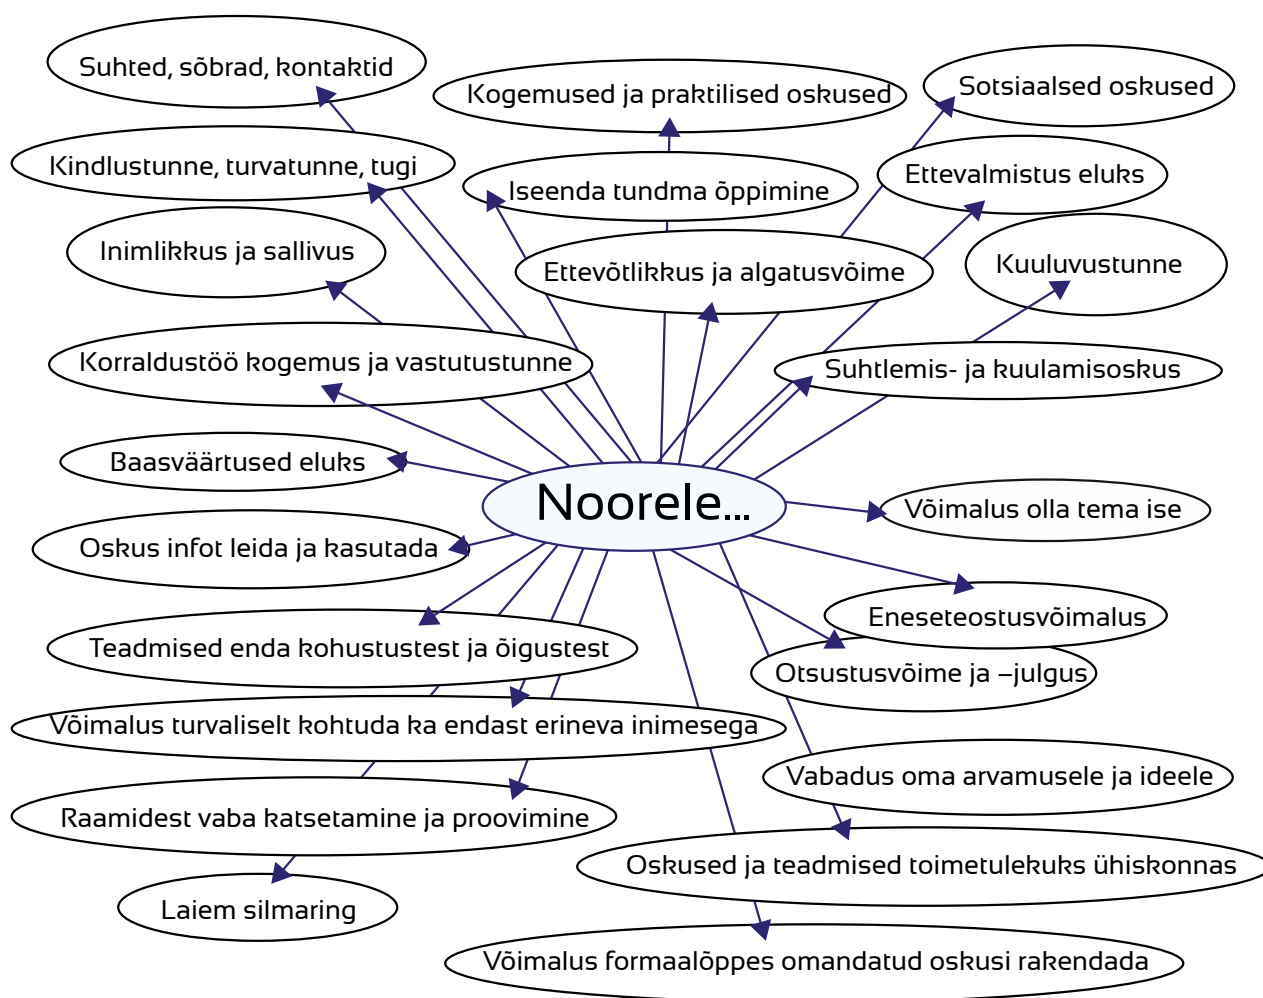 Suhted, sõbrad, kontaktid
Kogemused ja praktilised oskused
Sotsiaalsed oskused
Kindlustunne, turvatunne, tugi
Iseenda tundma õppimine
Ettevalmistus eluks
Inimlikkus ja sallivus
Ettevõtlikkus ja algatusvõime
Kuuluvustunne
Korraldustöö kogemus ja vastutustunne
Suhtlemis- ja kuulamisoskus
Baasväärtused eluks
Noorele...
Võimalus olla tema ise
Oskus infot leida ja kasutada
Eneseteostusvõimalus
Teadmised enda kohustustest ja õigustest
Otsustusvõime ja –julgus
Võimalus turvaliselt kohtuda ka endast erineva inimesega
Vabadus oma arvamusele ja ideele
Raamidest vaba katsetamine ja proovimine
Oskused ja teadmised toimetulekuks ühiskonnas
Laiem silmaring
Võimalus formaalõppes omandatud oskusi rakendada